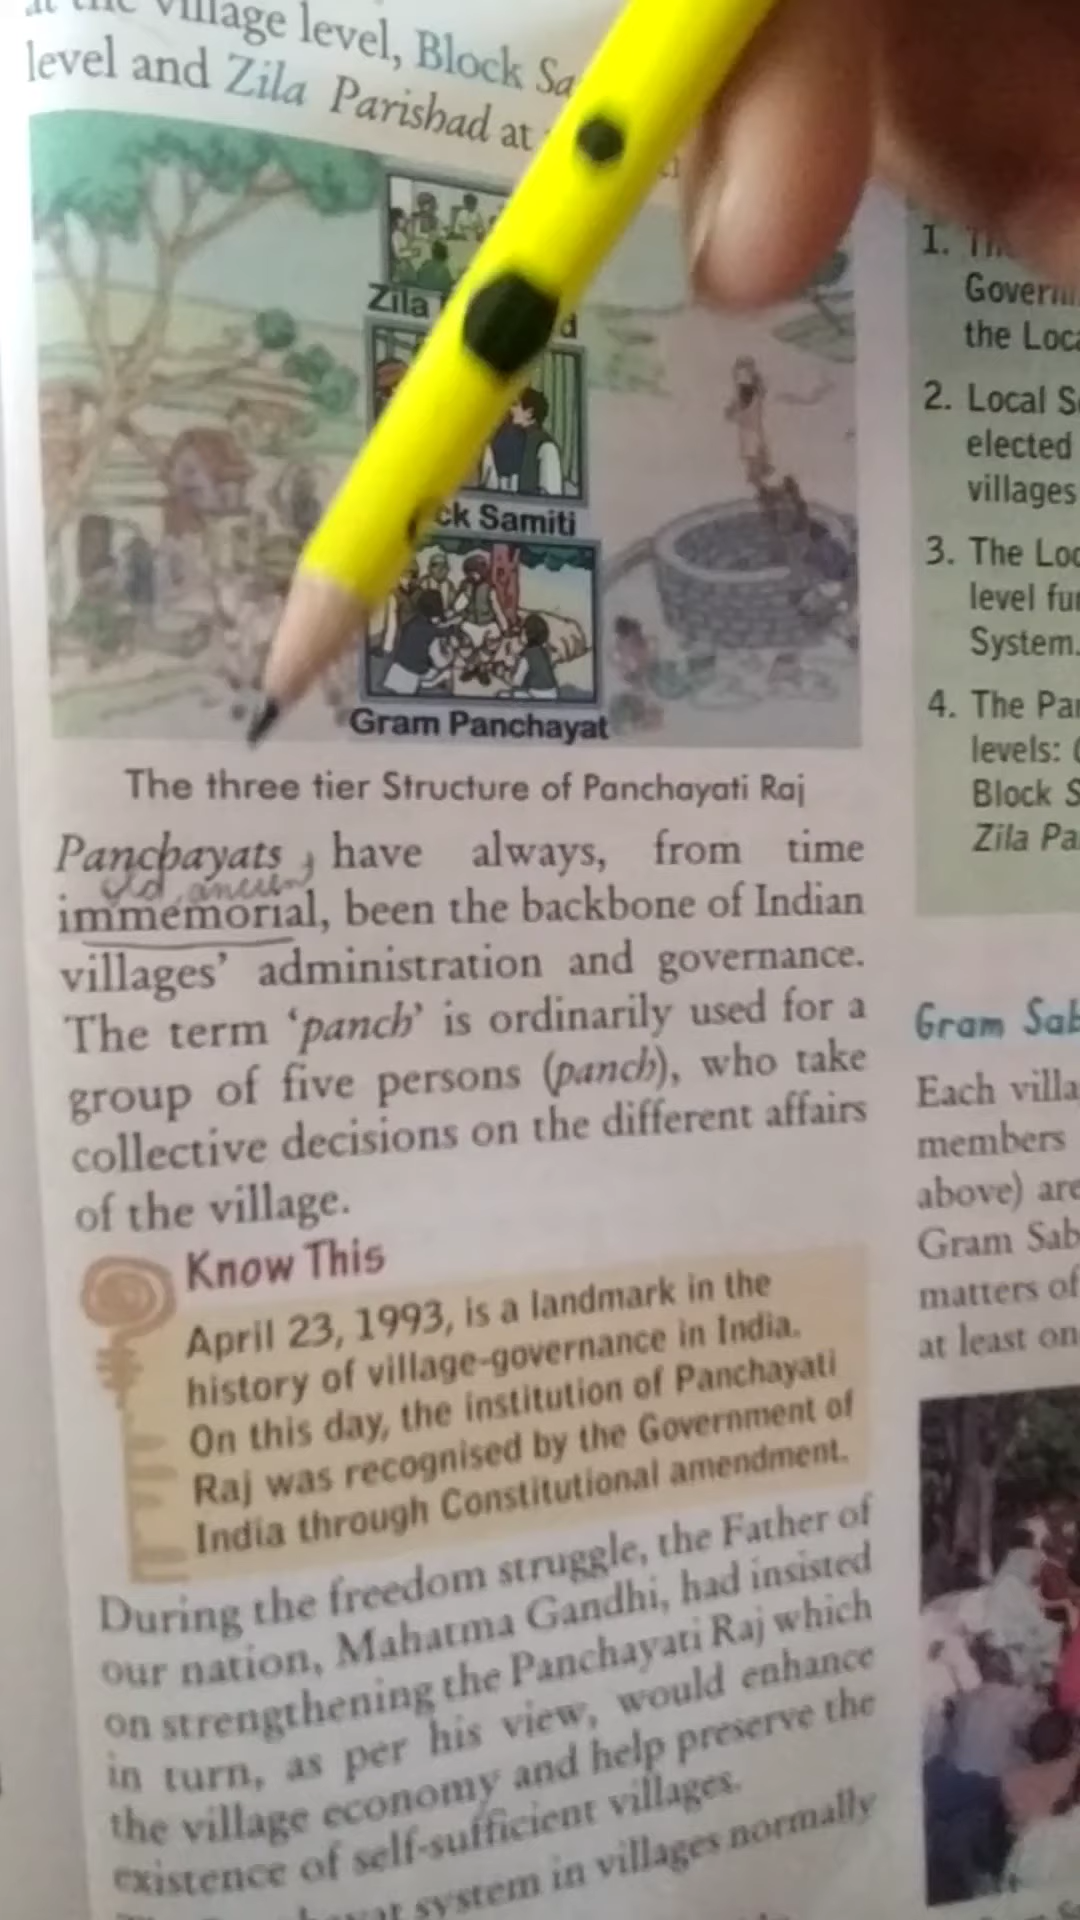 village level, Block Sa
level and Zila Parishad at
Zila
d
ck Samiti
Gram Panchayat
The three tier Structure of Panchayati Raj
Panchayats, have always, from time
old, ancien
immemorial, been the backbone of Indian
villages' administration and governance.
The term 'panch' is ordinarily used for a
group of five persons (panch), who take
collective decisions on the different affairs
of the village.
Know This
April 23, 1993, is a landmark in the
history of village-governance in India.
On this day, the institution of Panchayati
Raj was recognised by the Government of
India through Constitutional amendment.
During the freedom struggle, the Father of
our nation, Mahatma Gandhi, had insisted
on strengthening the Panchayati Raj which
in turn, as per his view, would enhance
the village economy and help preserve the
existence of self-sufficient villages.
system in villages normally
1.
Govern
the Loca
2. Local S
elected
villages
3. The Loc
level fu
System.
4. The Pa
levels:
Block S
Zila Pa
Gram Sab
Each villa
members
above) are
Gram Sab
matters of
at least on